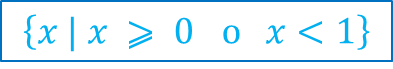 {x | x ⩾ 0 o x < 1}